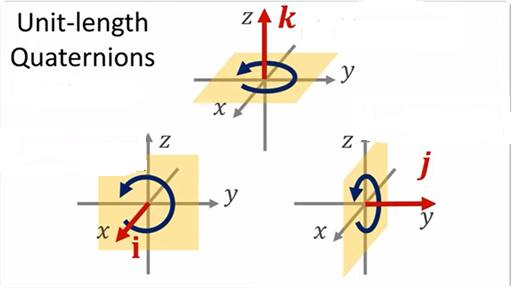 Unit-length
Quaternions
z k
y
x
z
y
x
i
z
j
y
x